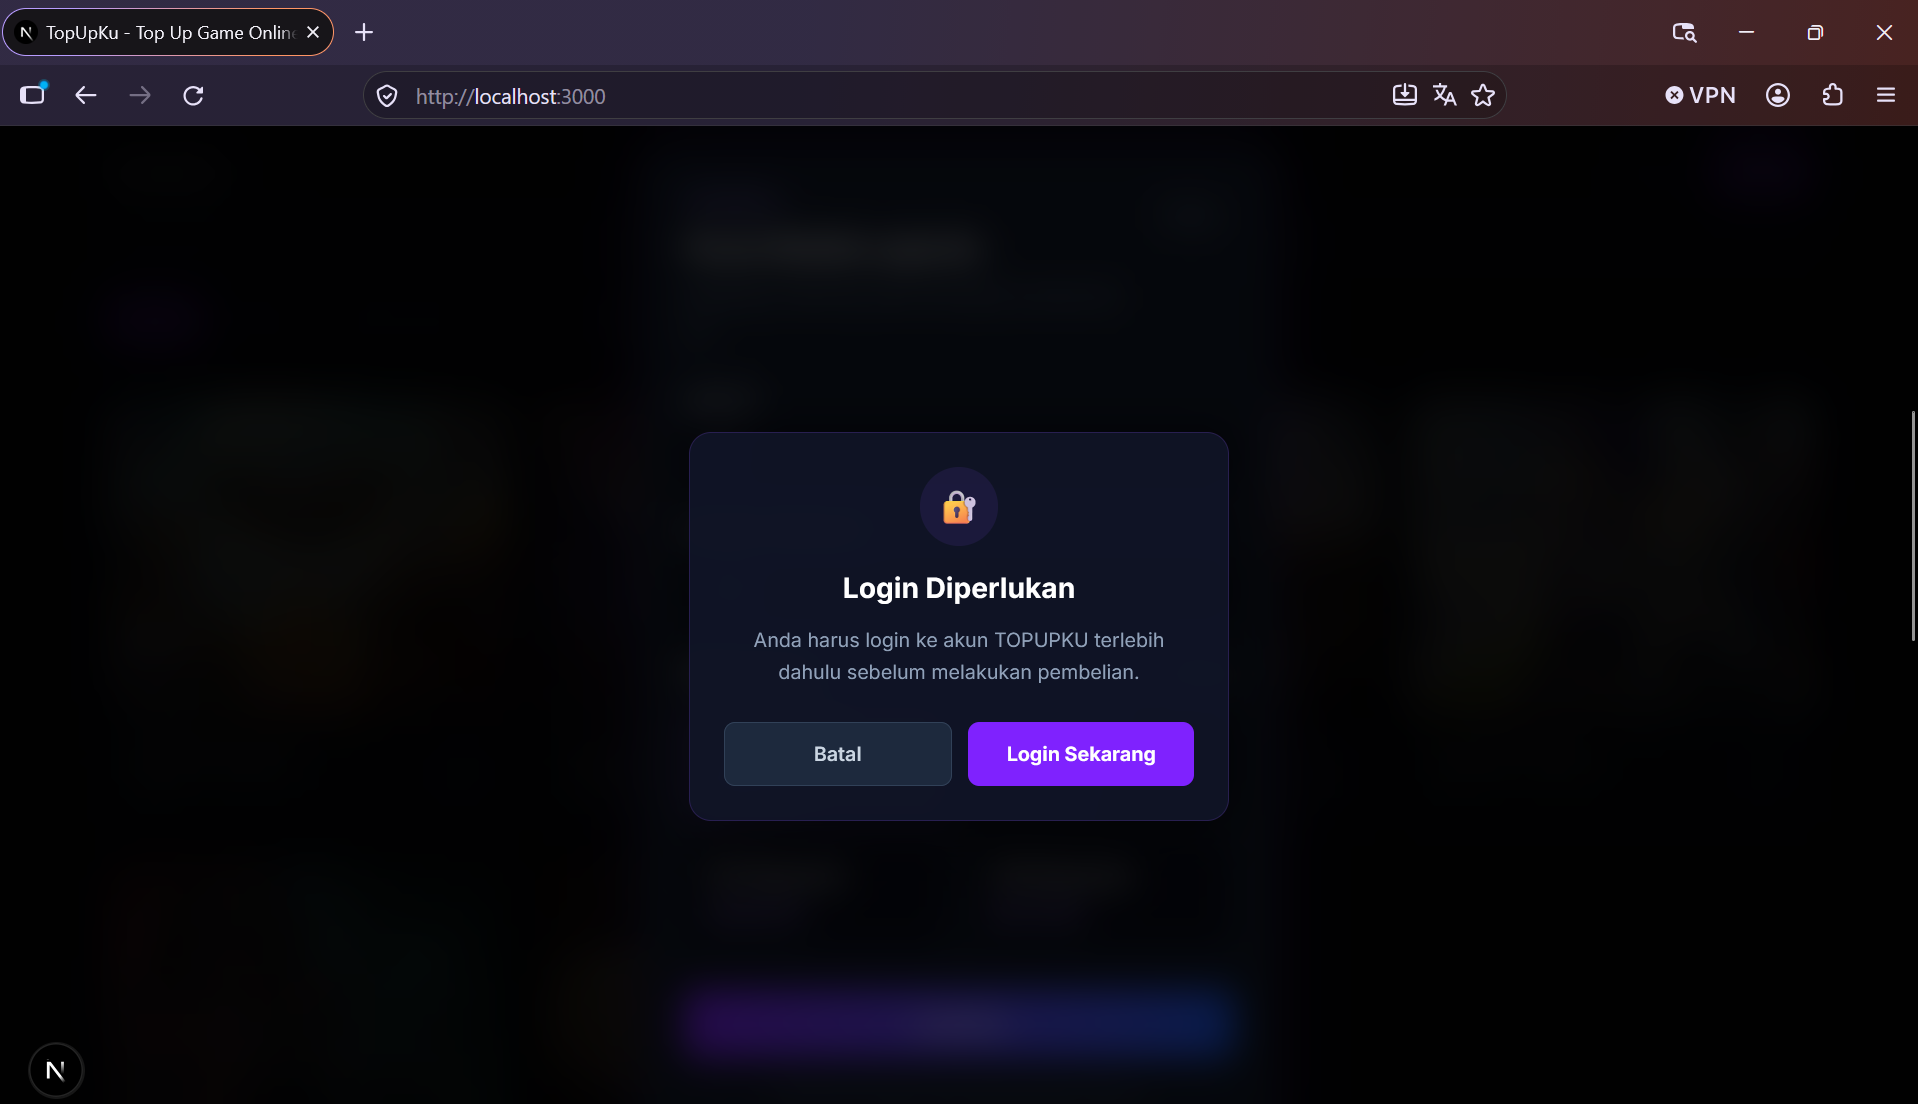 TopUpKu - Top Up Game Online
http://localhost:3000
VPN
Login Diperlukan
Anda harus login ke akun TOPUPKU terlebih
dahulu sebelum melakukan pembelian.
Batal
Login Sekarang
N